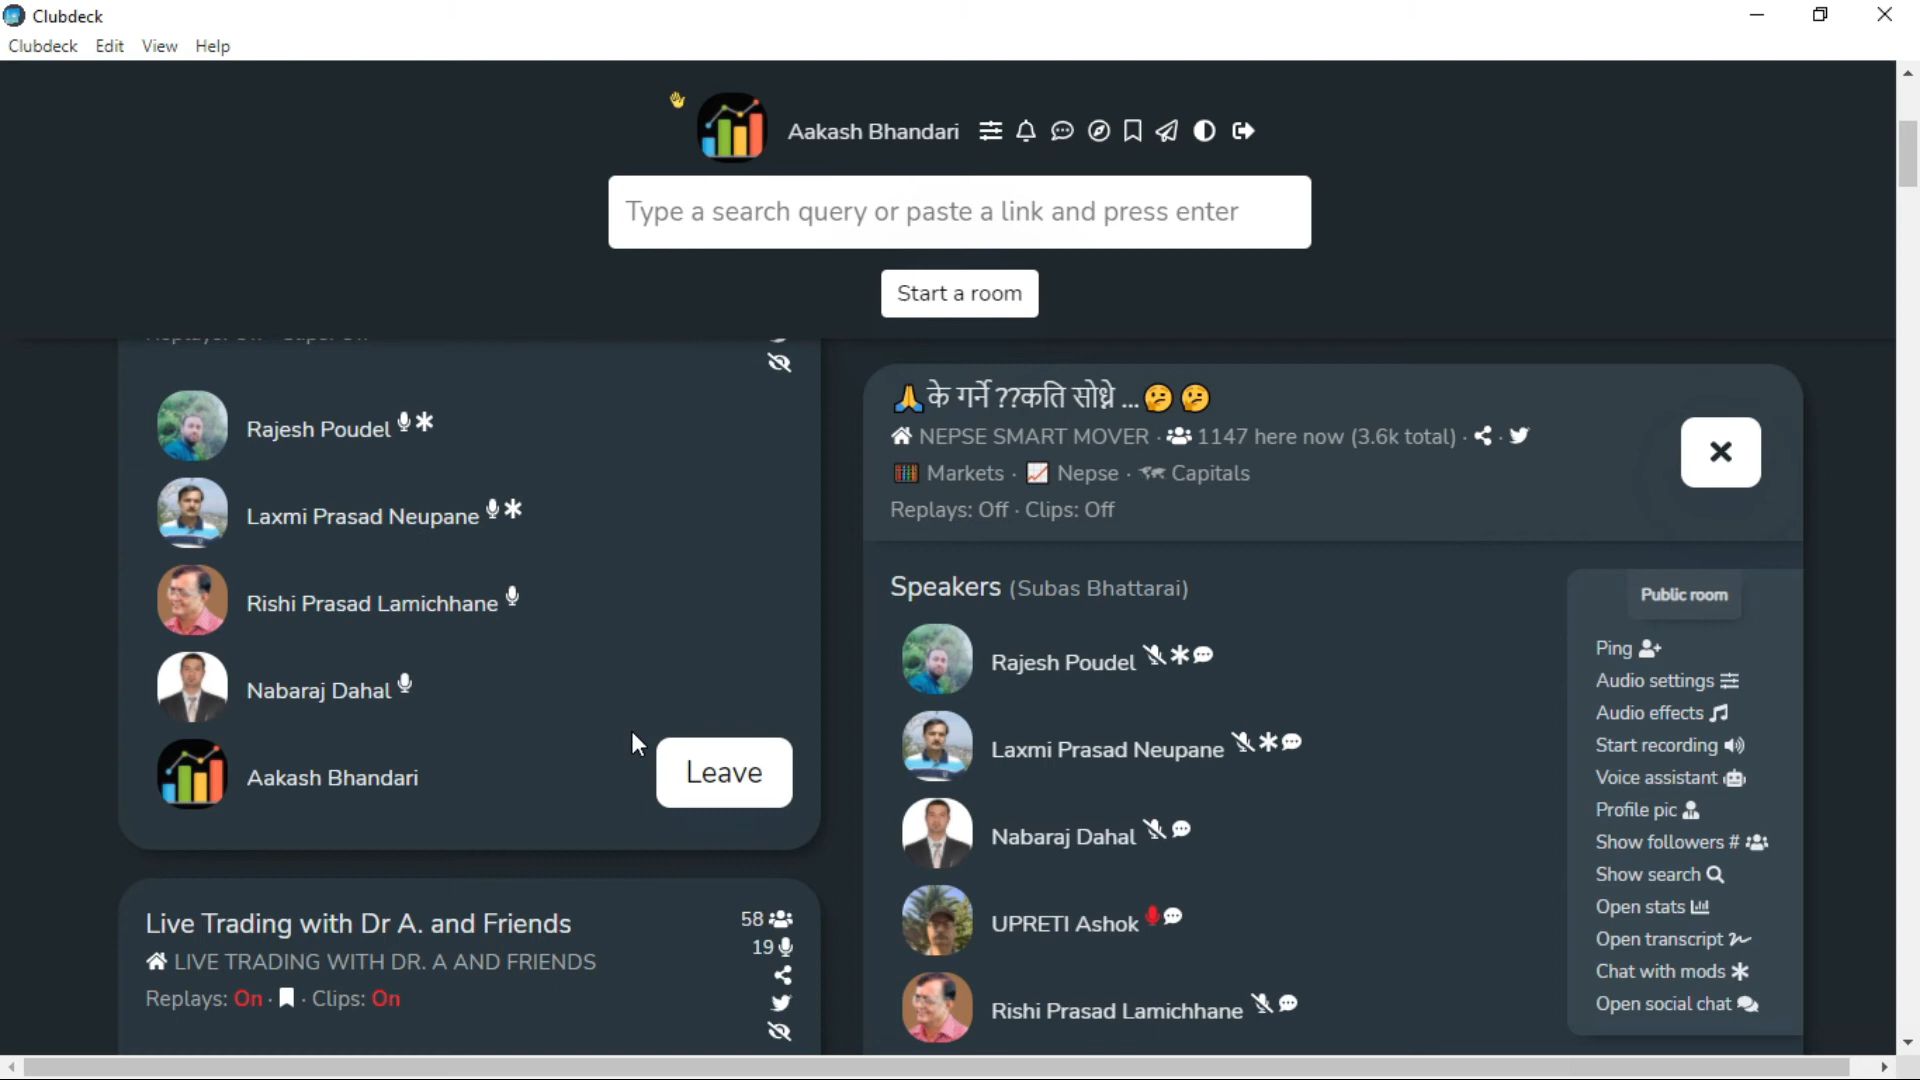 Clubdeck
Clubdeck Edit View Help
Aakash Bhandari
Type a search query or paste a link and press enter
Start a room
Rajesh Poudel
Laxmi Prasad Neupane
Rishi Prasad Lamichhane
Nabaraj Dahal
Aakash Bhandari
Leave
Live Trading with Dr A. and Friends
58
LIVE TRADING WITH DR. A AND FRIENDS
19
Replays: On · Clips: On
🙏के गर्ने ??कति सोध्ने ...🤔🤔
NEPSE SMART MOVER · 1147 here now (3.6k total) ·
Markets · Nepse · Capitals
Replays: Off · Clips: Off
Speakers (Subas Bhattarai)
Rajesh Poudel
Laxmi Prasad Neupane
Nabaraj Dahal
UPRETI Ashok
Rishi Prasad Lamichhane
Public room
Ping
Audio settings
Audio effects
Start recording
Voice assistant
Profile pic
Show followers #
Show search
Open stats
Open transcript
Chat with mods
Open social chat